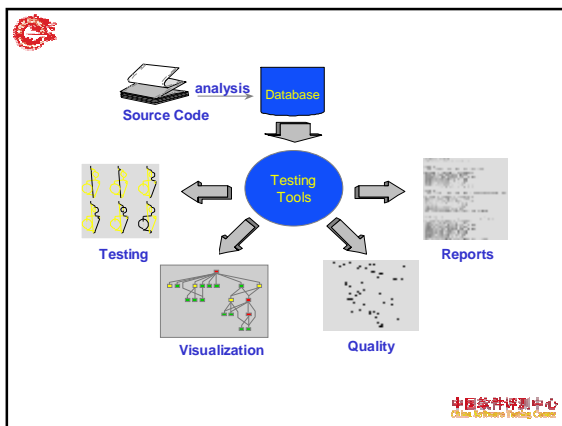 analysis
Database
Source Code
Testing
Tools
Testing
Reports
Visualization
Quality
中国软件评测中心
China Software Testing Center